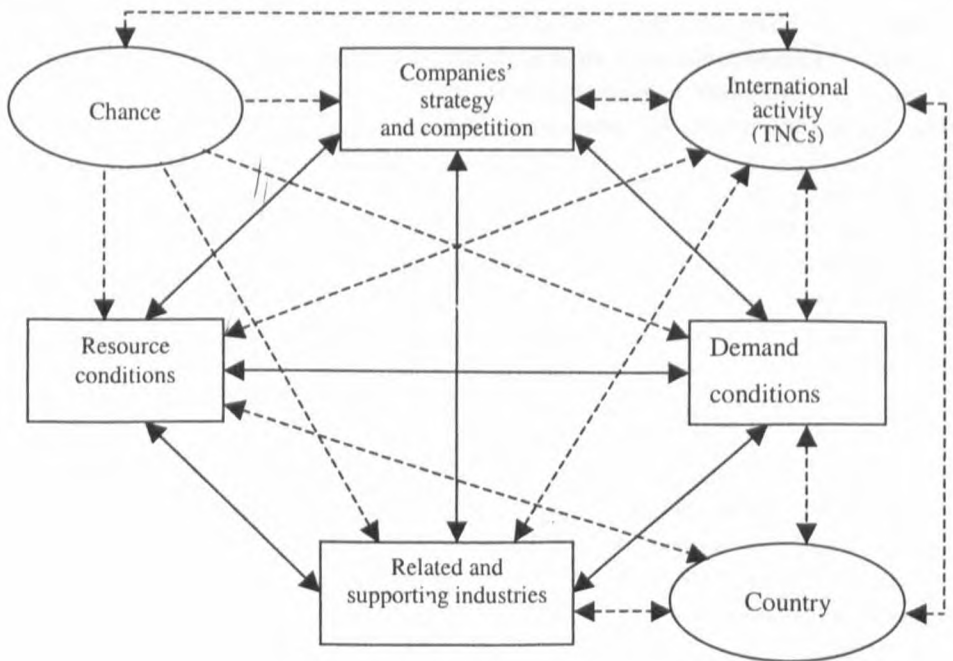 Chance
Companies'
strategy
and competition
International
activity
(TNCs)
Resource
conditions
Demand
conditions
Related and
supporting industries
Country